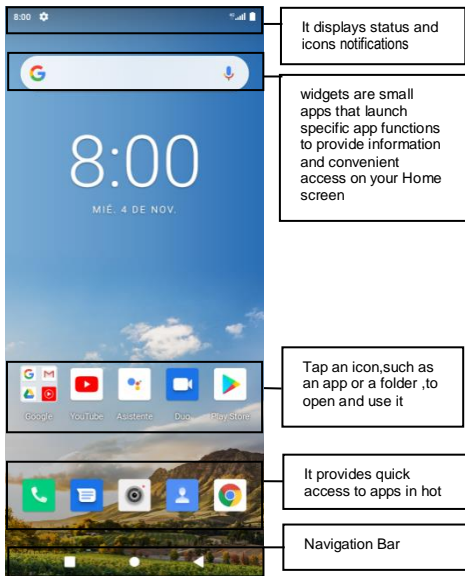 8:00
It displays status and
icons notifications
widgets are small
apps that launch
specific app functions
to provide information
and convenient
access on your Home
screen
8:00
MIÉ. 4 DE NOV.
Tap an icon,such as
an app or a folder ,to
open and use it
Google YouTube Asistente Duo Play Store
It provides quick
access to apps in hot
Navigation Bar